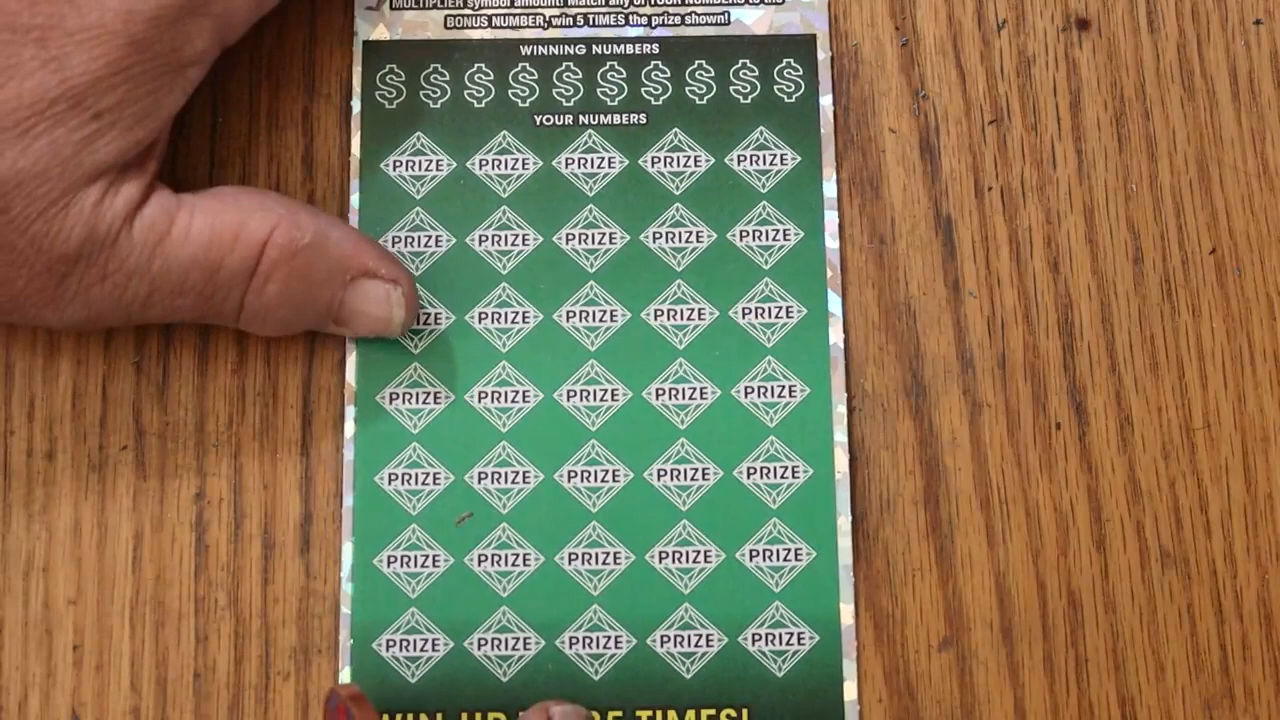 MULTIPLIER symbol amount! Match any of YOUR NUMBERS to the
BONUS NUMBER, win 5 TIMES the prize shown!
WINNING NUMBERS
$ $ $ $ $ $ $ $ $ $
YOUR NUMBERS
PRIZE PRIZE PRIZE PRIZE PRIZE
PRIZE PRIZE PRIZE PRIZE PRIZE
PRIZE PRIZE PRIZE PRIZE
PRIZE PRIZE PRIZE PRIZE PRIZE
PRIZE PRIZE PRIZE PRIZE PRIZE
PRIZE PRIZE PRIZE PRIZE PRIZE
PRIZE PRIZE PRIZE PRIZE PRIZE
WIN UP TIMES!